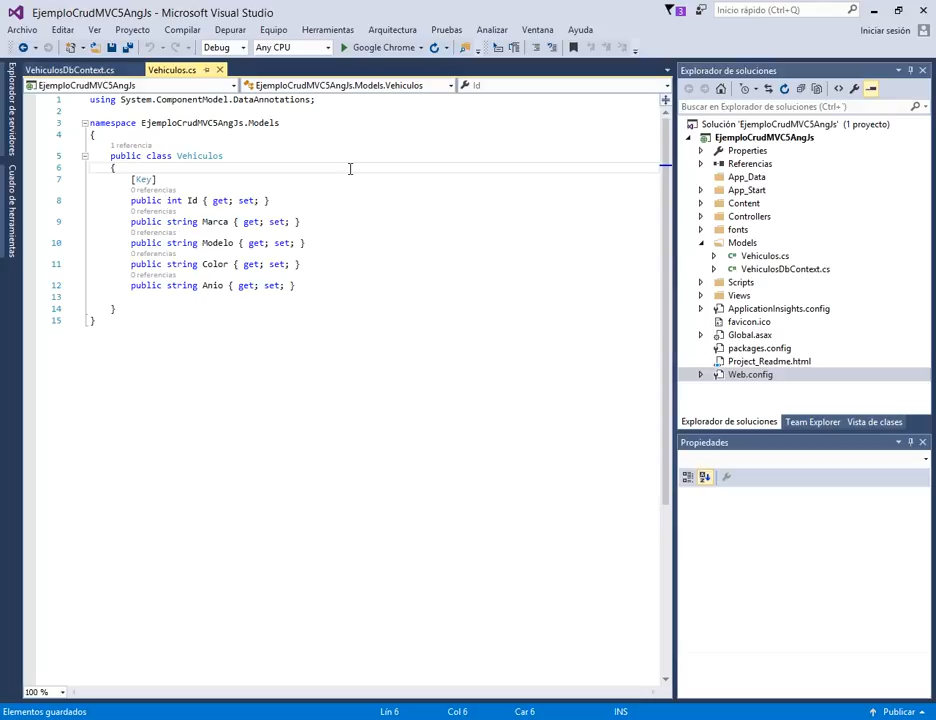 EjemploCrudMVC5AngJs - Microsoft Visual Studio
3
Inicio rápido (Ctrl+Q)
Archivo Editar Ver Proyecto Compilar Depurar Equipo Herramientas Arquitectura Pruebas Analizar Ventana Ayuda Iniciar sesión
Debug Any CPU Google Chrome
Explorador de servidores
Cuadro de herramientas
VehiculosDbContext.cs Vehiculos.cs
EjemploCrudMVC5AngJs EjemploCrudMVC5AngJs.Models.Vehiculos Id
1 using System.ComponentModel.DataAnnotations;
2
3 namespace EjemploCrudMVC5AngJs.Models
4 {
1 referencia
5 public class Vehiculos
6 {
7 [Key]
0 referencias
8 public int Id { get; set; }
0 referencias
9 public string Marca { get; set; }
0 referencias
10 public string Modelo { get; set; }
0 referencias
11 public string Color { get; set; }
0 referencias
12 public string Anio { get; set; }
13
14 }
15 }
100 %
Explorador de soluciones
Buscar en Explorador de soluciones (Ctrl+´)
Solución 'EjemploCrudMVC5AngJs' (1 proyecto)
EjemploCrudMVC5AngJs
Properties
Referencias
App_Data
App_Start
Content
Controllers
fonts
Models
C# Vehiculos.cs
C# VehiculosDbContext.cs
Scripts
Views
ApplicationInsights.config
favicon.ico
Global.asax
packages.config
Project_Readme.html
Web.config
Explorador de soluciones Team Explorer Vista de clases
Propiedades
Elementos guardados Lín 6 Col 6 Car 6 INS Publicar